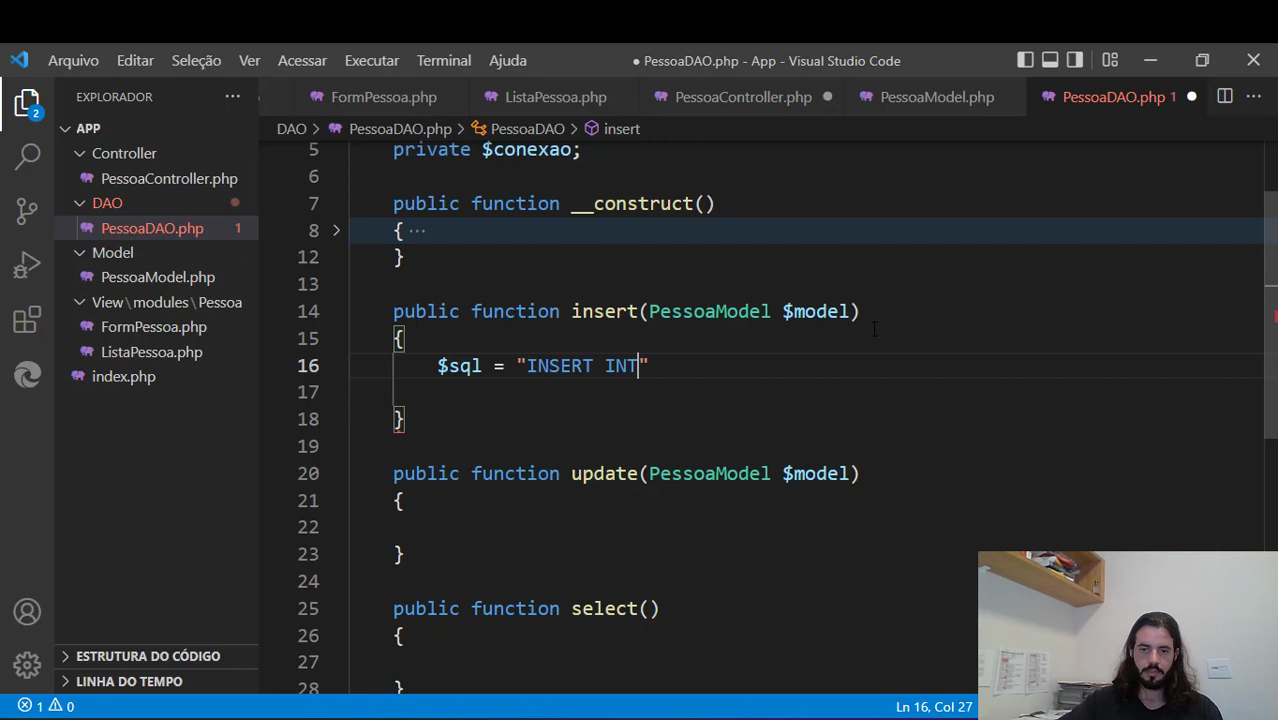 Arquivo Editar Ver Seleção Acessar Executar Terminal Ajuda PessoaDAO.php - App - Visual Studio Code
EXPLORADOR
FormPessoa.php ListaPessoa.php PessoaController.php PessoaModel.php PessoaDAO.php 1
2
DAO PessoaDAO.php PessoaDAO insert
APP
Controller
PessoaController.php
DAO
PessoaDAO.php 1
Model
PessoaModel.php
View\modules\Pessoa
FormPessoa.php
ListaPessoa.php
index.php
ESTRUTURA DO CÓDIGO
LINHA DO TEMPO
5 private $conexao;
6
7 public function __construct()
8 { ···
12 }
13
14 public function insert(PessoaModel $model)
15 {
16 $sql = "INSERT INT"
17
18 }
19
20 public function update(PessoaModel $model)
21 {
22
23 }
24
25 public function select()
26 {
27
28 }
1 0 Ln 16, Col 27